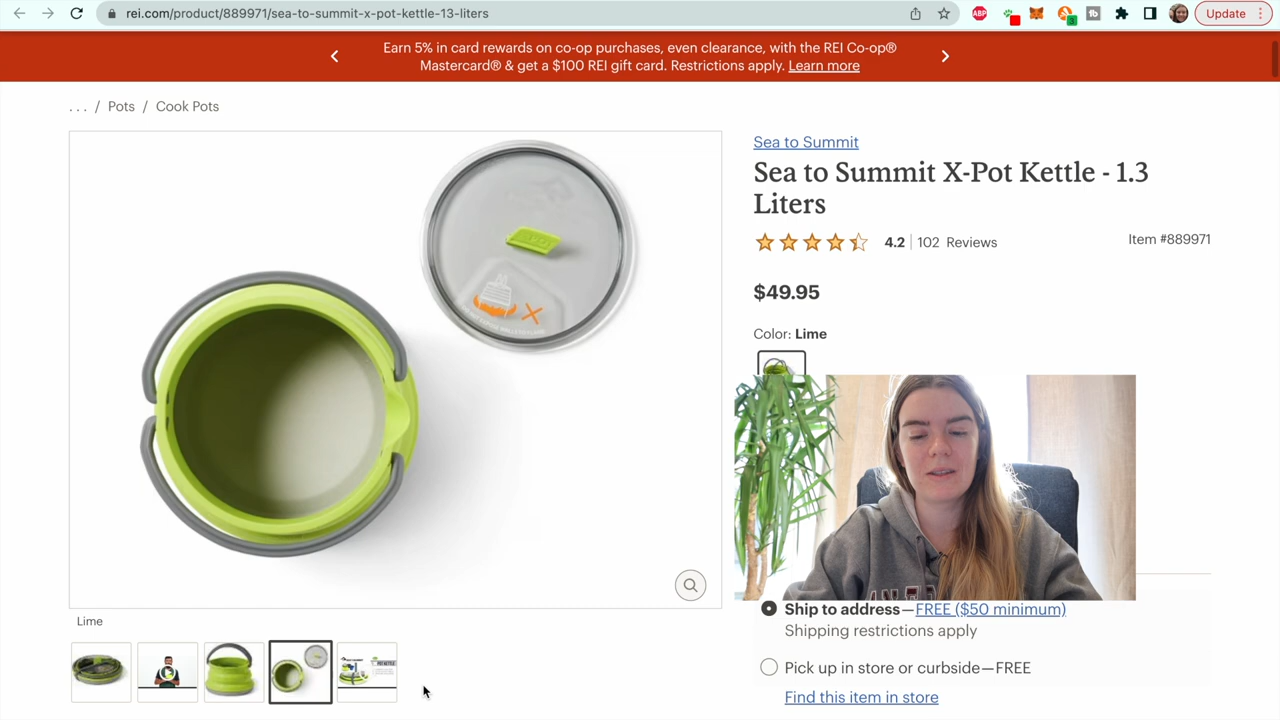 rei.com/product/889971/sea-to-summit-x-pot-kettle-13-liters
ABP
3
tb
Update
Earn 5% in card rewards on co-op purchases, even clearance, with the REI Co-op®
Mastercard® & get a $100 REI gift card. Restrictions apply. Learn more
... / Pots / Cook Pots
Sea to Summit
Sea to Summit X-Pot Kettle - 1.3
Liters
4.2 | 102 Reviews
Item #889971
$49.95
Color: Lime
Ship to address—FREE ($50 minimum)
Shipping restrictions apply
Pick up in store or curbside—FREE
Find this item in store
Lime